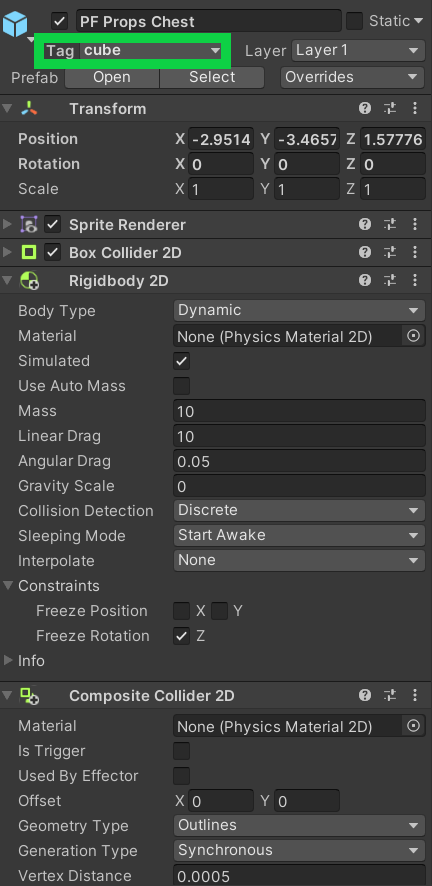 PF Props Chest Static
Tag cube Layer Layer 1
Prefab Open Select Overrides
Transform
Position X -2.9514 Y -3.4657 Z 1.57776
Rotation X 0 Y 0 Z 0
Scale X 1 Y 1 Z 1
Sprite Renderer
Box Collider 2D
Rigidbody 2D
Body Type Dynamic
Material None (Physics Material 2D)
Simulated
Use Auto Mass
Mass 10
Linear Drag 10
Angular Drag 0.05
Gravity Scale 0
Collision Detection Discrete
Sleeping Mode Start Awake
Interpolate None
Constraints
Freeze Position X Y
Freeze Rotation Z
Info
Composite Collider 2D
Material None (Physics Material 2D)
Is Trigger
Used By Effector
Offset X 0 Y 0
Geometry Type Outlines
Generation Type Synchronous
Vertex Distance 0.0005